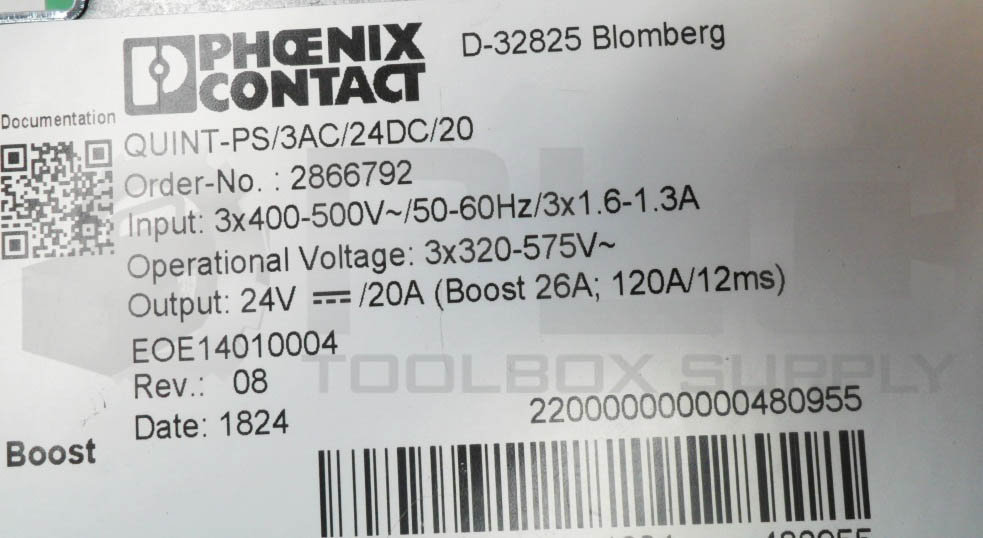 PHOENIX
CONTACT
D-32825 Blomberg
Documentation
QUINT-PS/3AC/24DC/20
Order-No. : 2866792
Input: 3x400-500V~/50-60Hz/3x1.6-1.3A
Operational Voltage: 3x320-575V~
Output: 24V ⎓ /20A (Boost 26A; 120A/12ms)
EOE14010004
Rev.: 08
Date: 1824
PLC
TOOLBOX SUPPLY
2200000000000480955
Boost